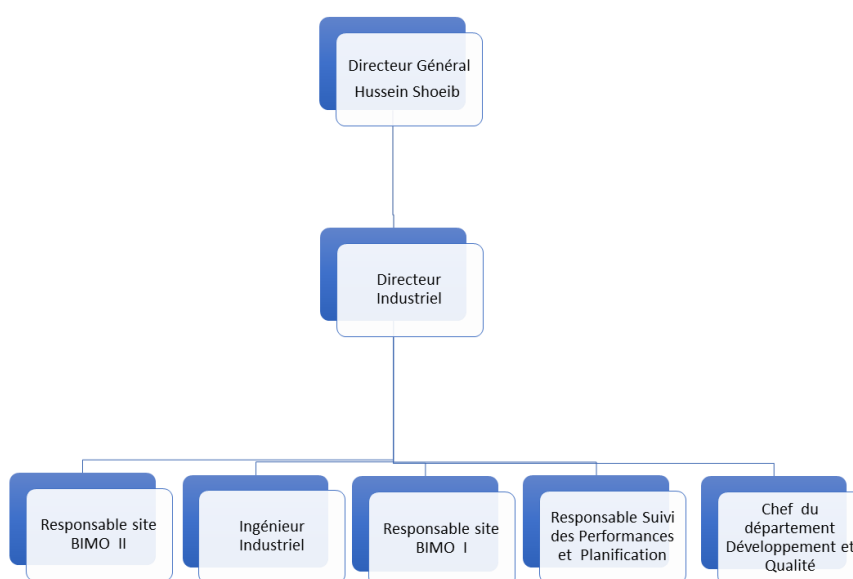 Directeur Général
Hussein Shoeib
Directeur
Industriel
Responsable site
BIMO II
Ingénieur
Industriel
Responsable site
BIMO I
Responsable Suivi
des Performances
et Planification
Chef du
département
Développement et
Qualité